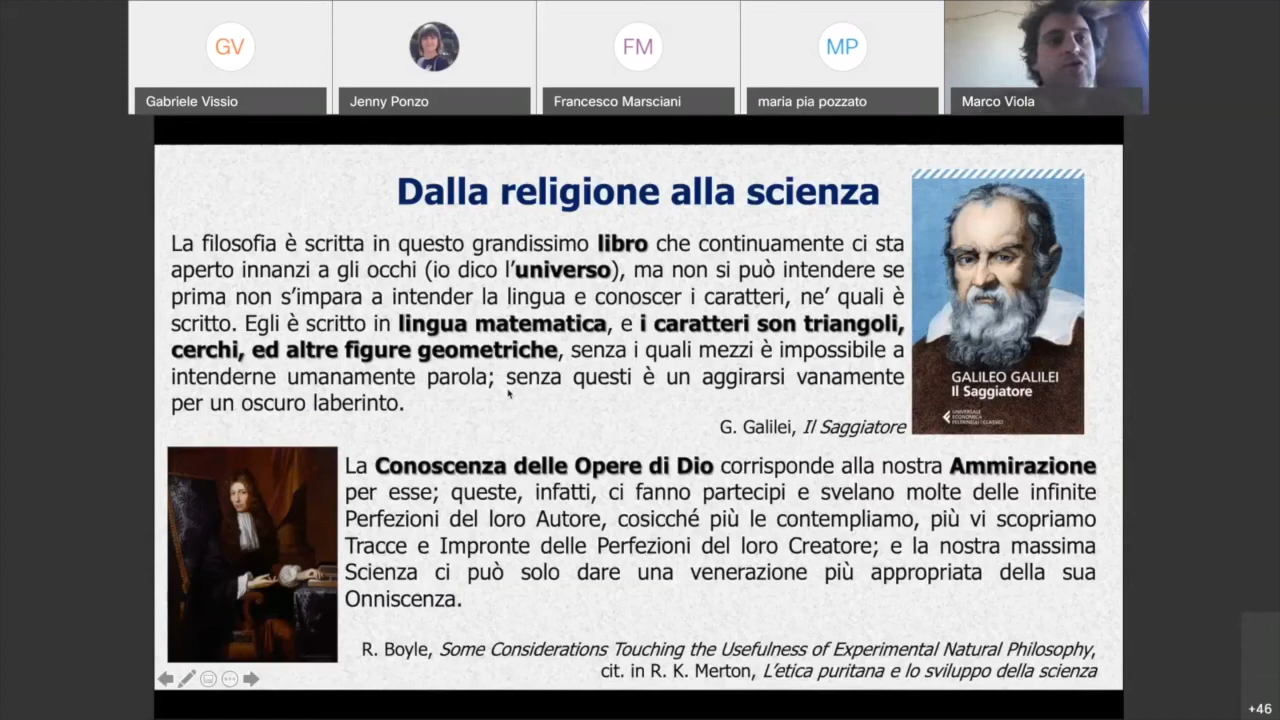 GV
FM
MP
Gabriele Vissio
Jenny Ponzo
Francesco Marsciani
maria pia pozzato
Marco Viola
Dalla religione alla scienza
La filosofia è scritta in questo grandissimo libro che continuamente ci sta
aperto innanzi a gli occhi (io dico l’universo), ma non si può intendere se
prima non s’impara a intender la lingua e conoscer i caratteri, ne’ quali è
scritto. Egli è scritto in lingua matematica, e i caratteri son triangoli,
cerchi, ed altre figure geometriche, senza i quali mezzi è impossibile a
intenderne umanamente parola; senza questi è un aggirarsi vanamente
per un oscuro laberinto.
G. Galilei, Il Saggiatore
GALILEO GALILEI
Il Saggiatore
UNIVERSALE
ECONOMICA
FELTRINELLI CLASSICI
La Conoscenza delle Opere di Dio corrisponde alla nostra Ammirazione
per esse; queste, infatti, ci fanno partecipi e svelano molte delle infinite
Perfezioni del loro Autore, cosicché più le contempliamo, più vi scopriamo
Tracce e Impronte delle Perfezioni del loro Creatore; e la nostra massima
Scienza ci può solo dare una venerazione più appropriata della sua
Onniscenza.
R. Boyle, Some Considerations Touching the Usefulness of Experimental Natural Philosophy,
cit. in R. K. Merton, L’etica puritana e lo sviluppo della scienza
+46